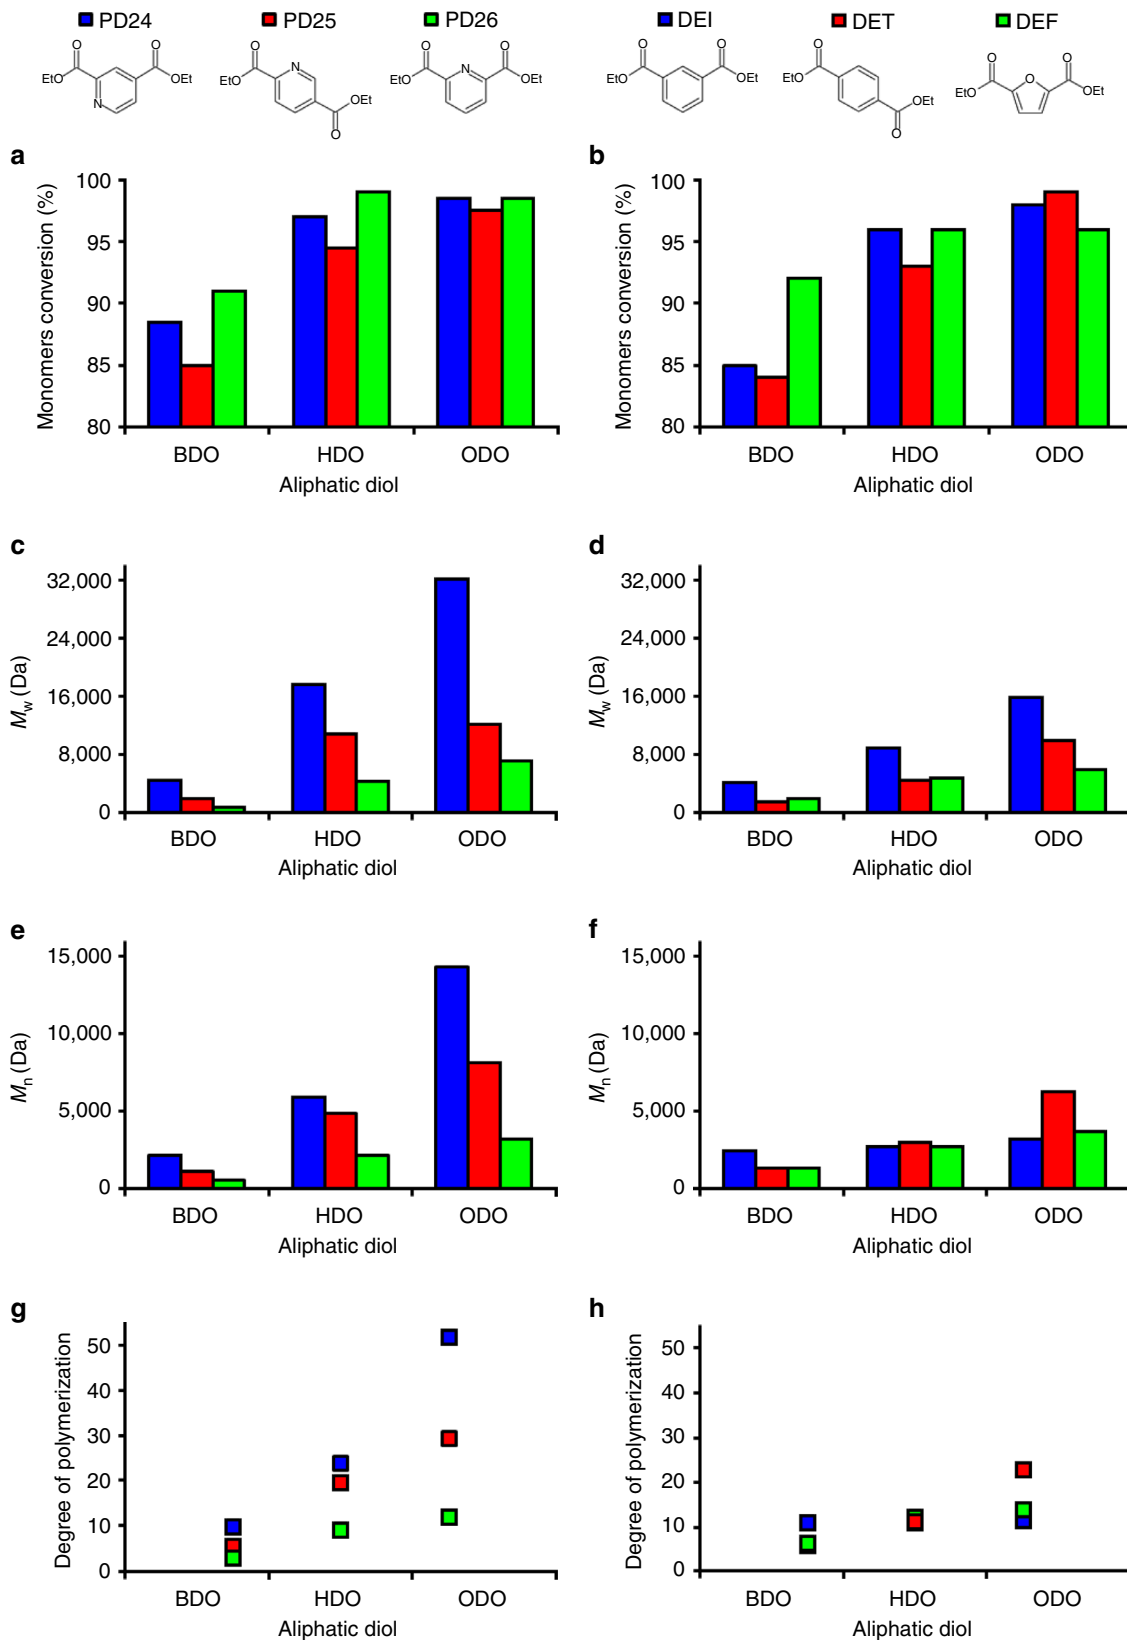 PD24 PD25 PD26 DEI DET DEF
O O EtO OEt N
O EtO N OEt O
O O EtO N OEt
O O EtO OEt
O EtO OEt O
O O EtO O OEt
a
Monomers conversion (%)
100
95
90
85
80
BDO HDO ODO
Aliphatic diol
b
Monomers conversion (%)
100
95
90
85
80
BDO HDO ODO
Aliphatic diol
c
Mw (Da)
32,000
24,000
16,000
8,000
0
BDO HDO ODO
Aliphatic diol
d
Mw (Da)
32,000
24,000
16,000
8,000
0
BDO HDO ODO
Aliphatic diol
e
Mn (Da)
15,000
10,000
5,000
0
BDO HDO ODO
Aliphatic diol
f
Mn (Da)
15,000
10,000
5,000
0
BDO HDO ODO
Aliphatic diol
g
Degree of polymerization
50
40
30
20
10
0
BDO HDO ODO
Aliphatic diol
h
Degree of polymerization
50
40
30
20
10
0
BDO HDO ODO
Aliphatic diol